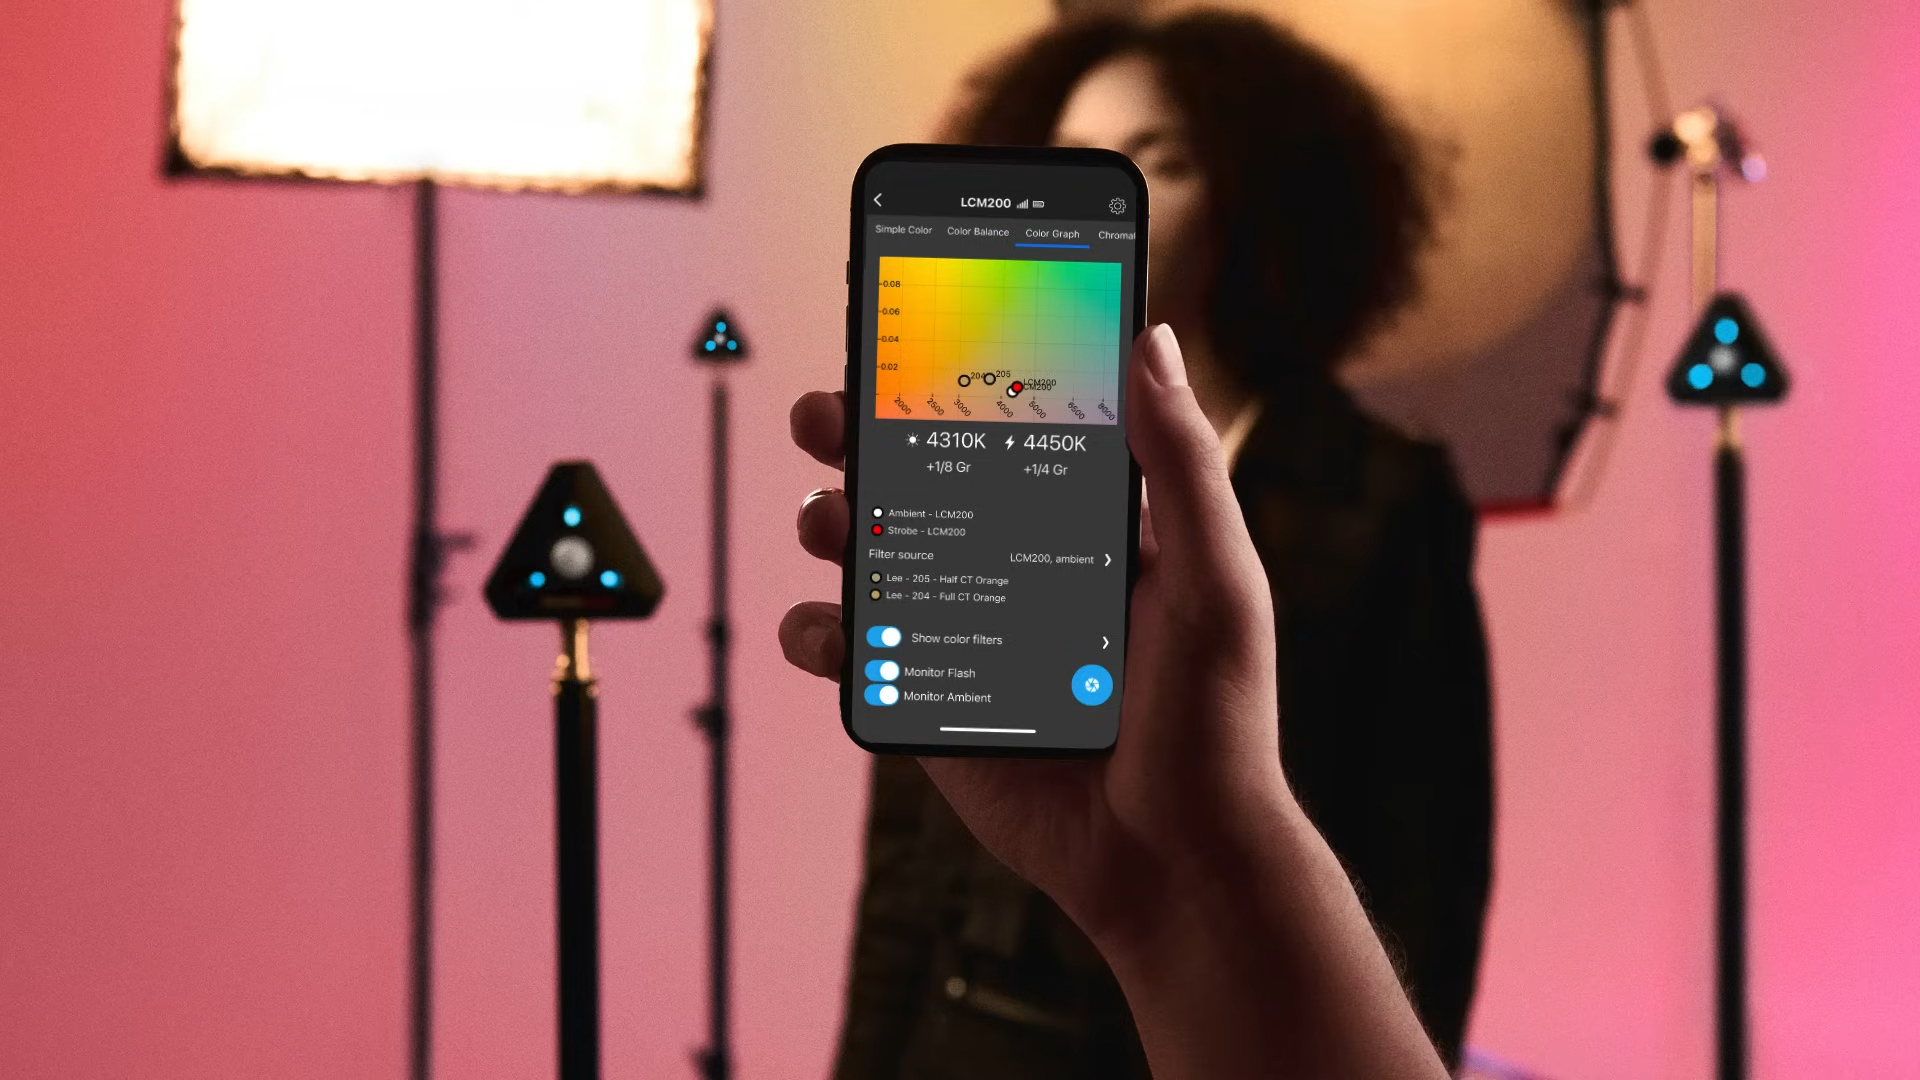 LCM200
Simple Color Color Balance Color Graph Chromat
0.08
0.06
0.04
0.02
204 205 LCM200
CM200
2000 2500 3000 4000 5000 6500 8000
4310K 4450K
+1/8 Gr +1/4 Gr
Ambient - LCM200
Strobe - LCM200
Filter source LCM200, ambient
Lee - 205 - Half CT Orange
Lee - 204 - Full CT Orange
Show color filters
Monitor Flash
Monitor Ambient